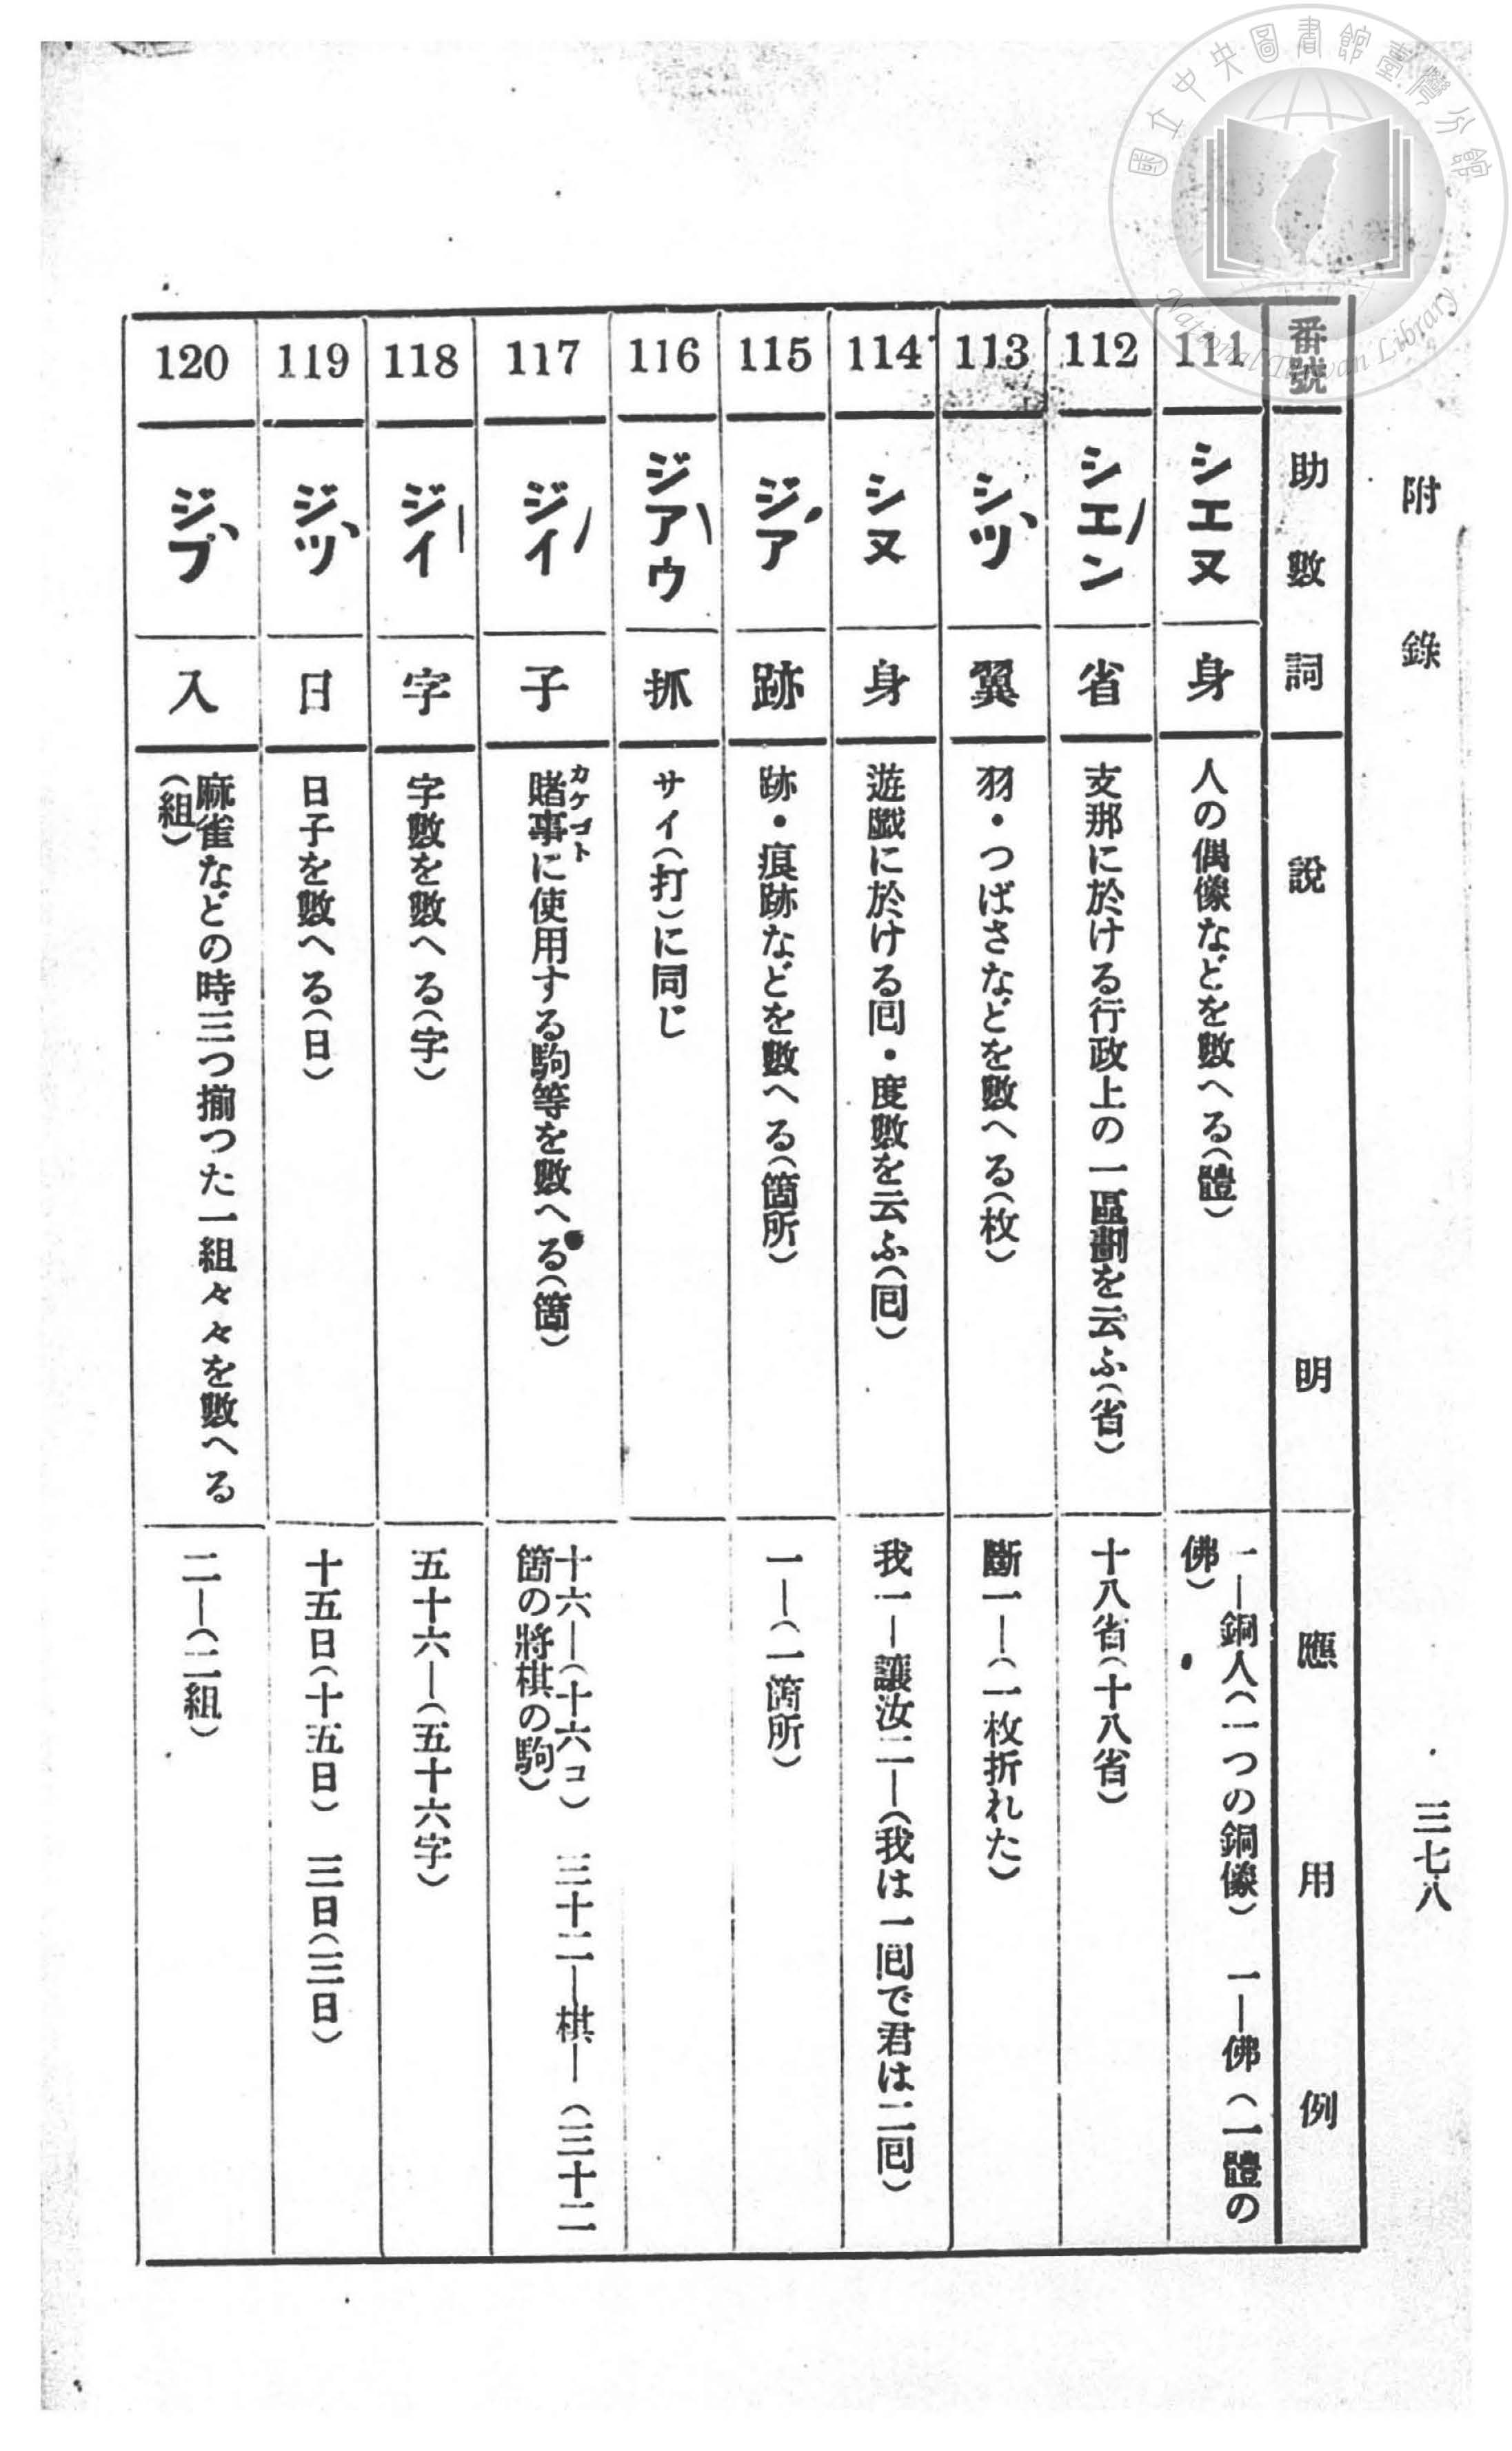 國立中央圖書館臺灣分館
National Taiwan Library
附錄
三七八
番號
助數詞
說明
應用例
111
シエヌ
身
人の偶像などを數へる(體)
一—銅人(一つの銅像) 一—佛(一體の
佛)
112
シエン
省
支那に於ける行政上の一區劃を云ふ(省)
十八省(十八省)
113
シツ
翼
羽・つばさなどを數へる(枚)
斷一—(一枚折れた)
114
シヌ
身
遊戲に於ける囘・度數を云ふ(囘)
我一—讓汝二—(我は一囘で君は二囘)
115
ジア
跡
跡・痕跡などを數へる(箇所)
一—(一箇所)
116
ジアウ
抓
サイ(打)に同じ
117
ジイ
子
カケゴト
賭事に使用する駒等を數へる(箇)
十六—(十六コ) 三十二—棋—(三十二
箇の將棋の駒)
118
ジイ
字
字數を數へる(字)
五十六—(五十六字)
119
ジツ
日
日子を數へる(日)
十五日(十五日) 三日(三日)
120
ジプ
入
麻雀などの時三つ揃つた一組々々を數へる
(組)
二—(二組)